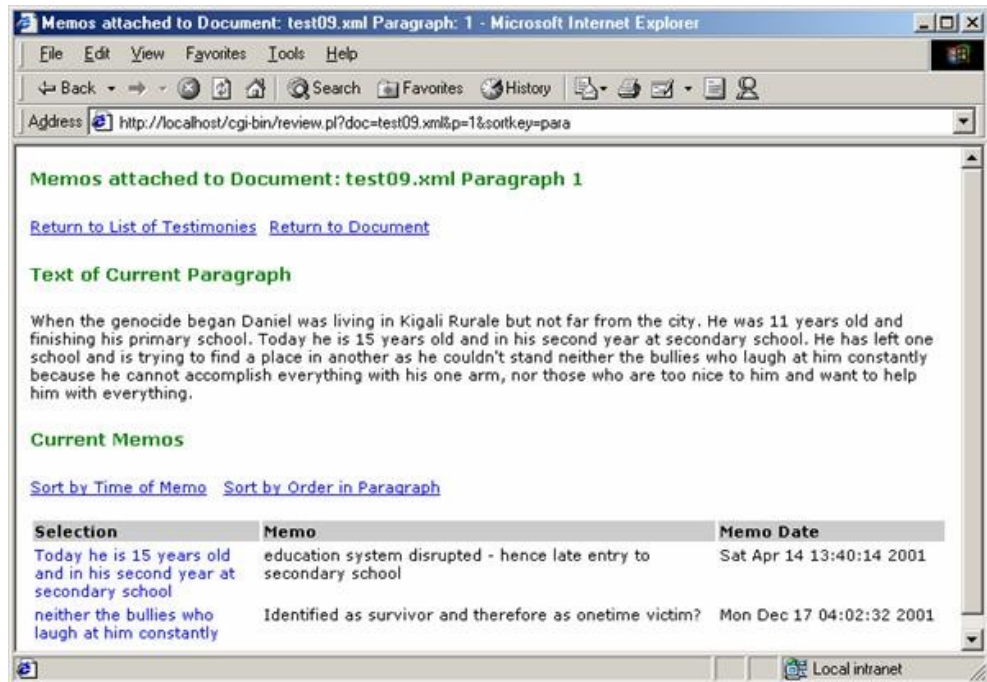 Memos attached to Document: test09.xml Paragraph: 1 - Microsoft Internet Explorer
File Edit View Favorites Tools Help
Back Search Favorites History
Address http://localhost/cgi-bin/review.pl?doc=test09.xml&p=1&sortkey=para
Memos attached to Document: test09.xml Paragraph 1
Return to List of Testimonies Return to Document
Text of Current Paragraph
When the genocide began Daniel was living in Kigali Rurale but not far from the city. He was 11 years old and
finishing his primary school. Today he is 15 years old and in his second year at secondary school. He has left one
school and is trying to find a place in another as he couldn't stand neither the bullies who laugh at him constantly
because he cannot accomplish everything with his one arm, nor those who are too nice to him and want to help
him with everything.
Current Memos
Sort by Time of Memo Sort by Order in Paragraph
Selection Memo Memo Date
Today he is 15 years old education system disrupted - hence late entry to Sat Apr 14 13:40:14 2001
and in his second year at secondary school
secondary school
neither the bullies who Identified as survivor and therefore as onetime victim? Mon Dec 17 04:02:32 2001
laugh at him constantly
Local intranet